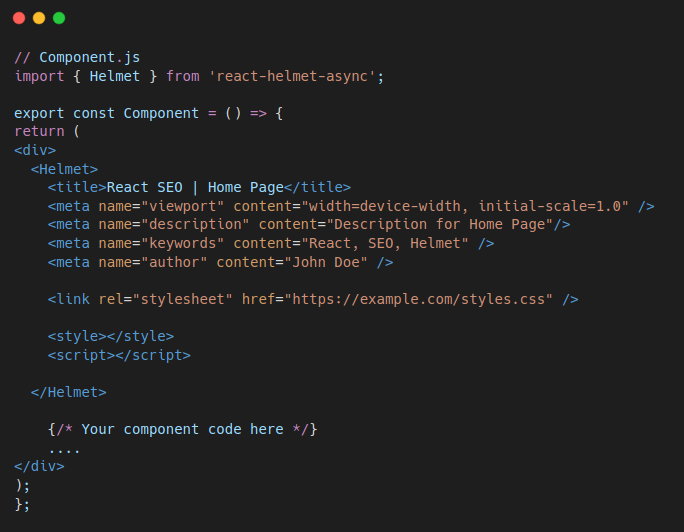 // Component.js
import { Helmet } from 'react-helmet-async';
export const Component = () => {
return (
<div>
<Helmet>
<title>React SEO | Home Page</title>
<meta name="viewport" content="width=device-width, initial-scale=1.0" />
<meta name="description" content="Description for Home Page"/>
<meta name="keywords" content="React, SEO, Helmet" />
<meta name="author" content="John Doe" />
<link rel="stylesheet" href="https://example.com/styles.css" />
<style></style>
<script></script>
</Helmet>
{/* Your component code here */}
....
</div>
);
};